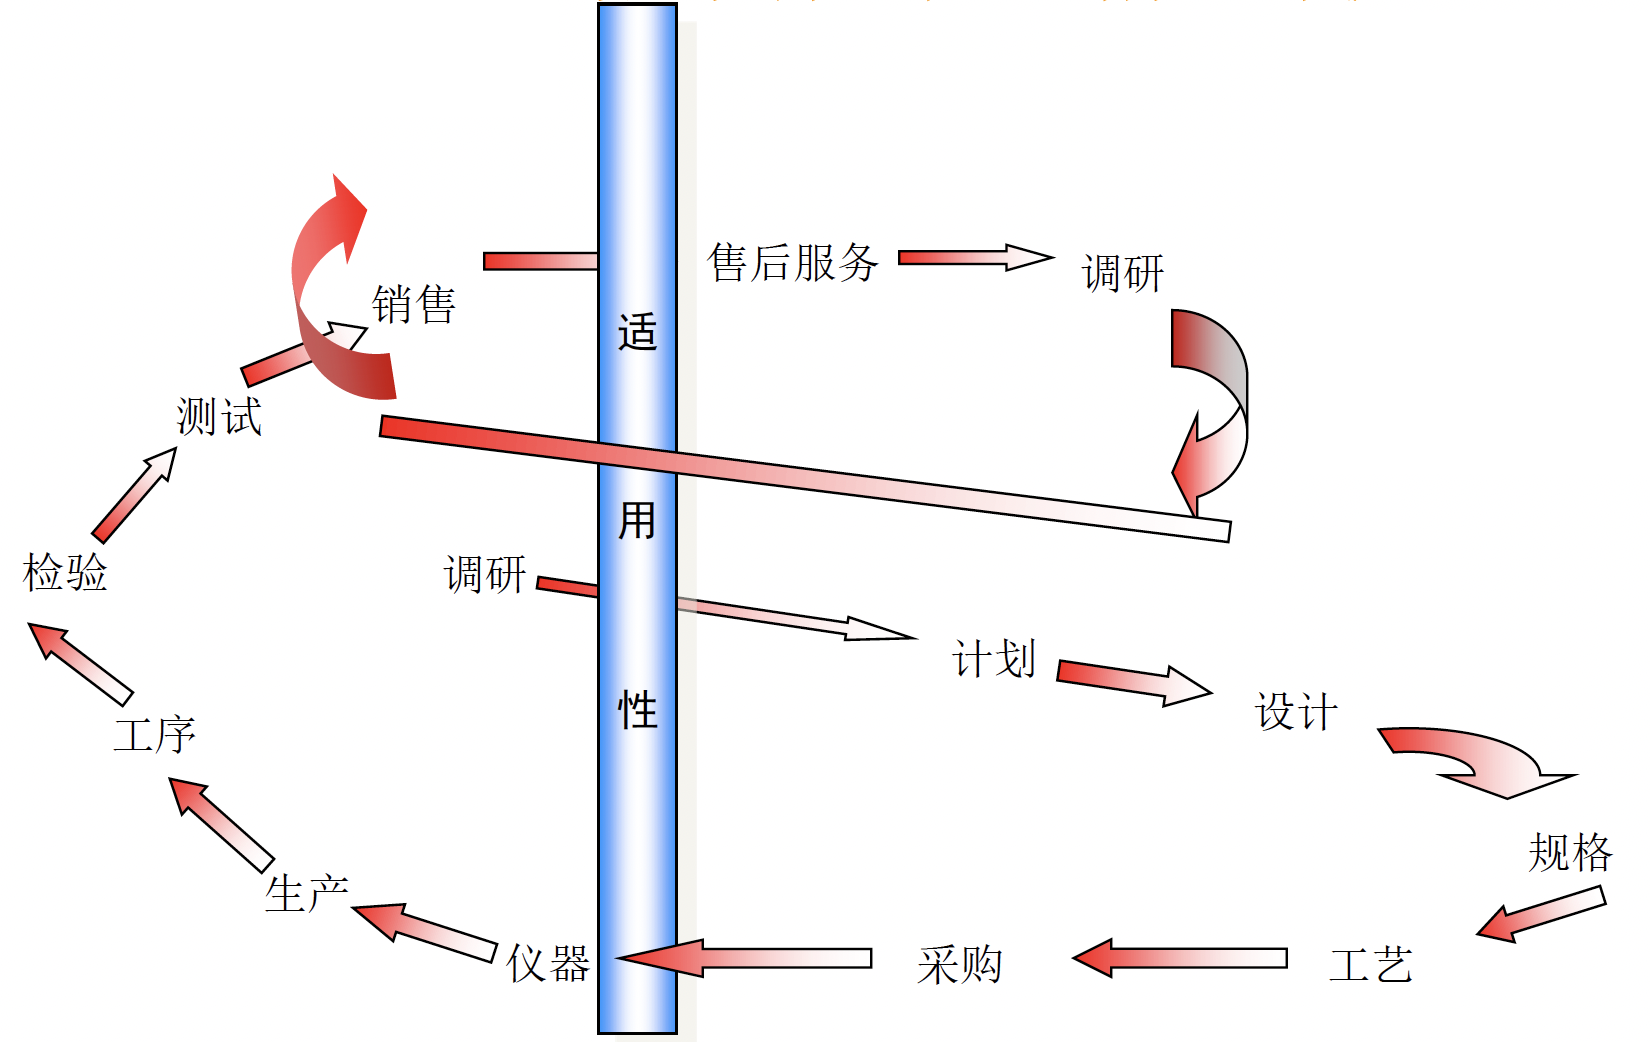 售后服务
调研
销售
适
测试
用
检验
调研
计划
性
设计
工序
规格
生产
仪器
采购
工艺